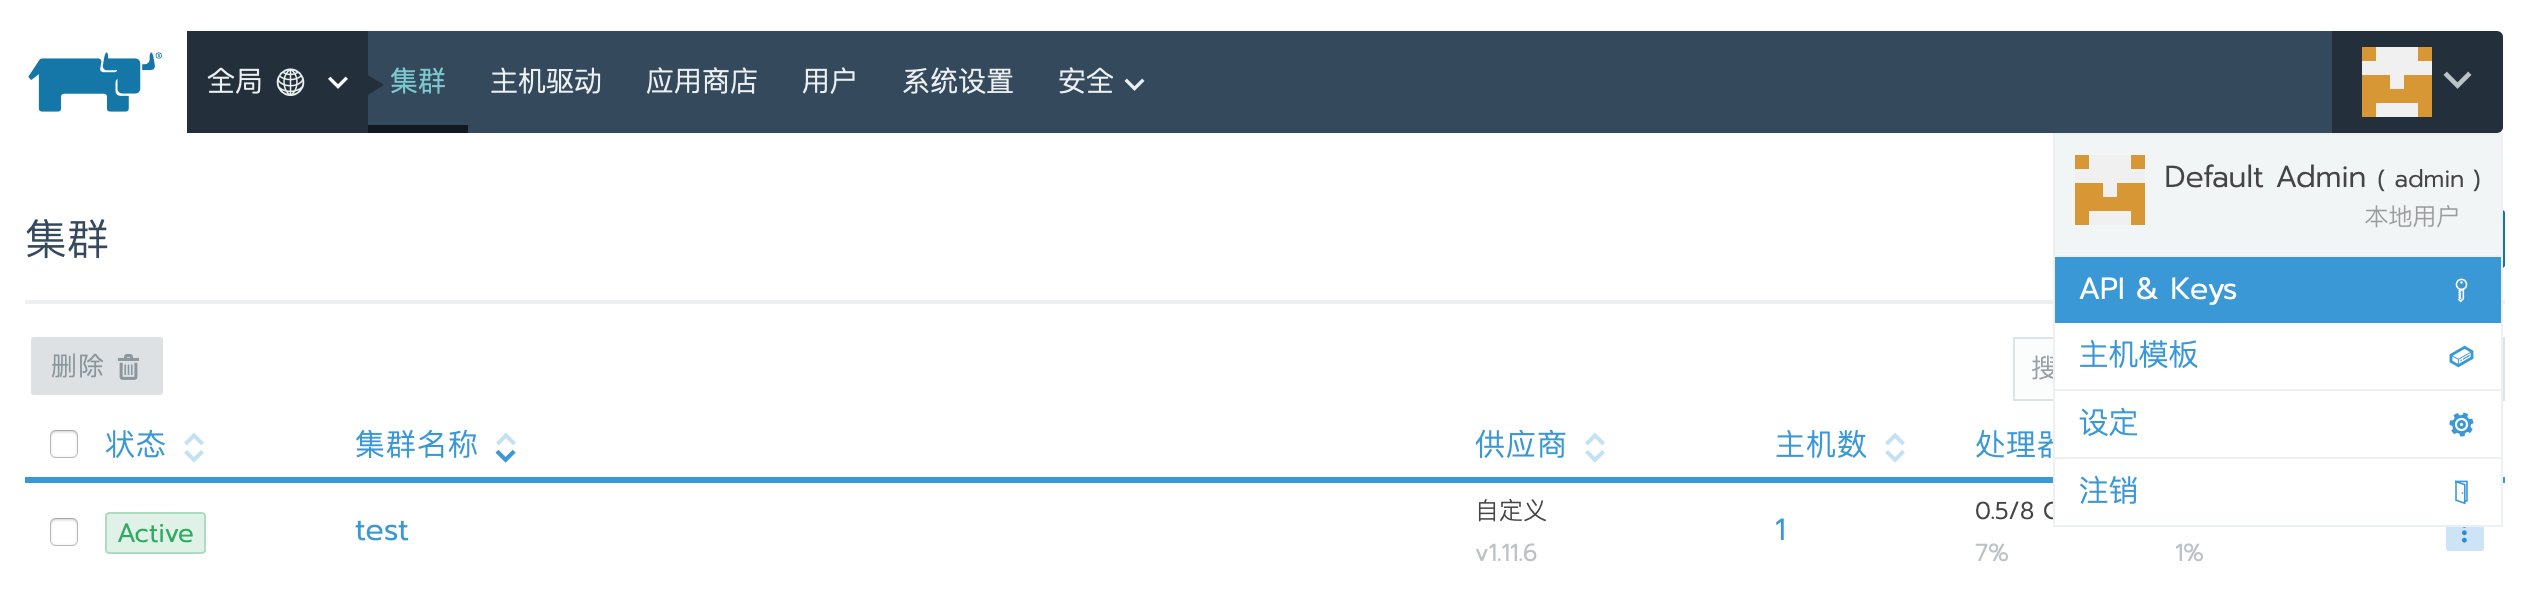 全局 集群 主机驱动 应用商店 用户 系统设置 安全
Default Admin ( admin )
本地用户
集群
API & Keys
主机模板
删除
设定
状态 集群名称 供应商 主机数 处理器
注销
Active test 自定义 1 0.5/8
v1.11.6 7% 1%